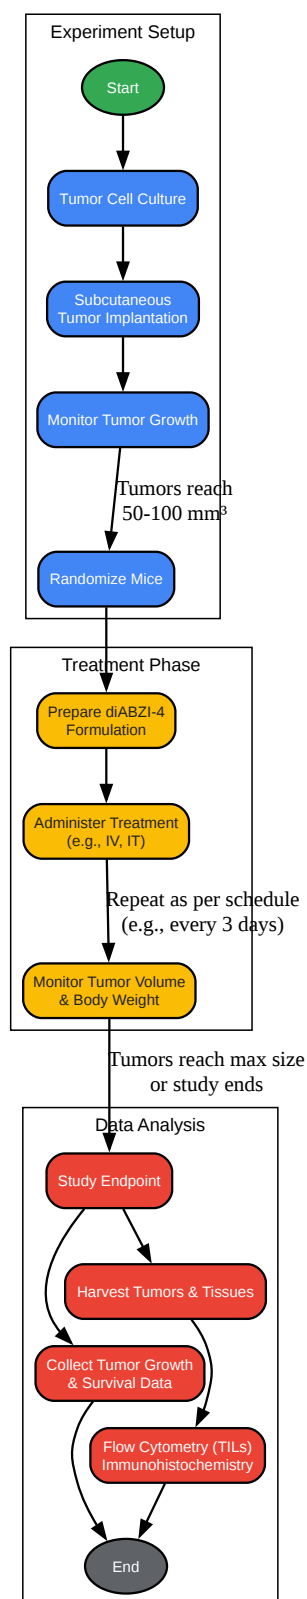 Experiment Setup
Start
Tumor Cell Culture
Subcutaneous
Tumor Implantation
Monitor Tumor Growth
Tumors reach
50-100 mm³
Randomize Mice
Treatment Phase
Prepare diABZI-4
Formulation
Administer Treatment
(e.g., IV, IT)
Repeat as per schedule
(e.g., every 3 days)
Monitor Tumor Volume
& Body Weight
Tumors reach max size
or study ends
Data Analysis
Study Endpoint
Harvest Tumors & Tissues
Collect Tumor Growth
& Survival Data
Flow Cytometry (TILs)
Immunohistochemistry
End